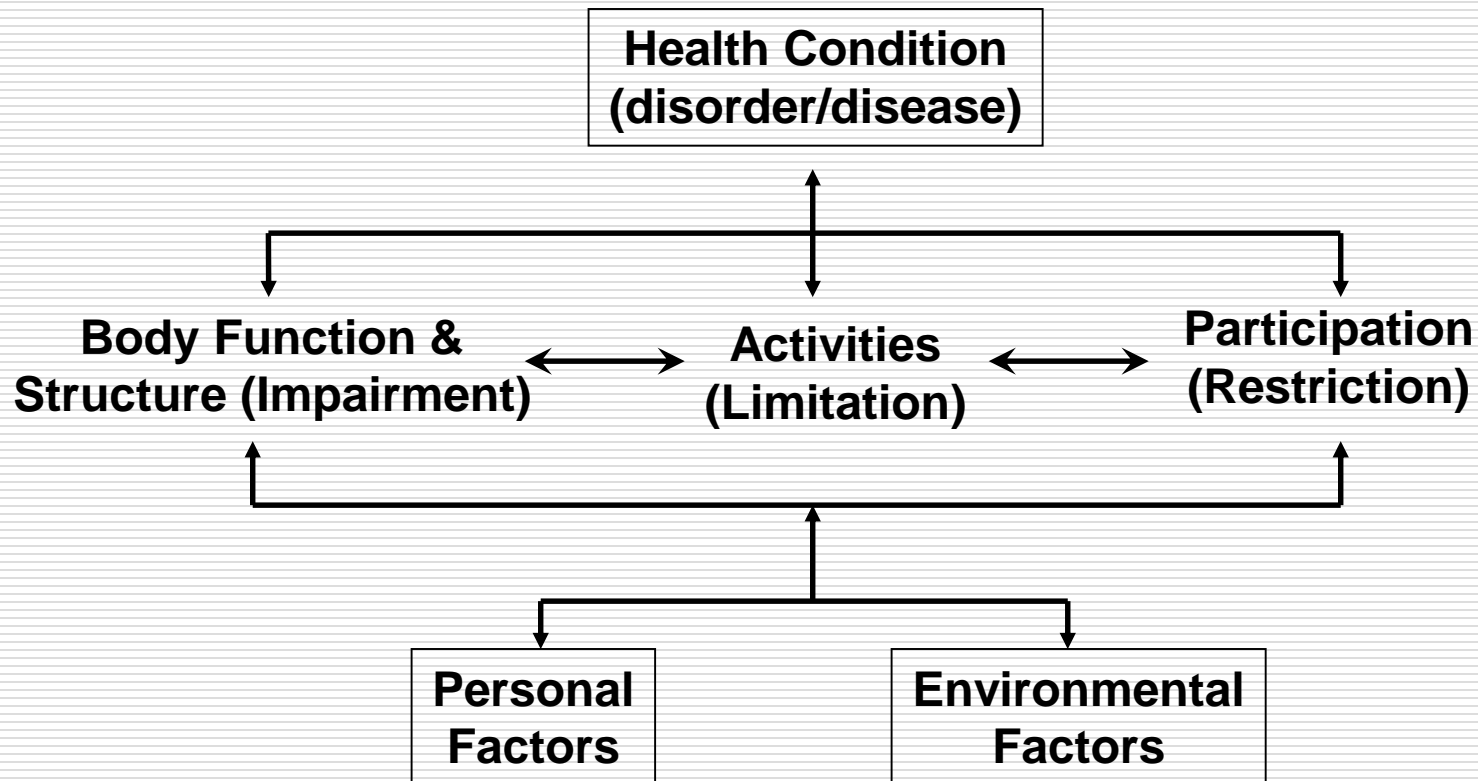 Health Condition
(disorder/disease)
Body Function &
Structure (Impairment)
Activities
(Limitation)
Participation
(Restriction)
Personal
Factors
Environmental
Factors